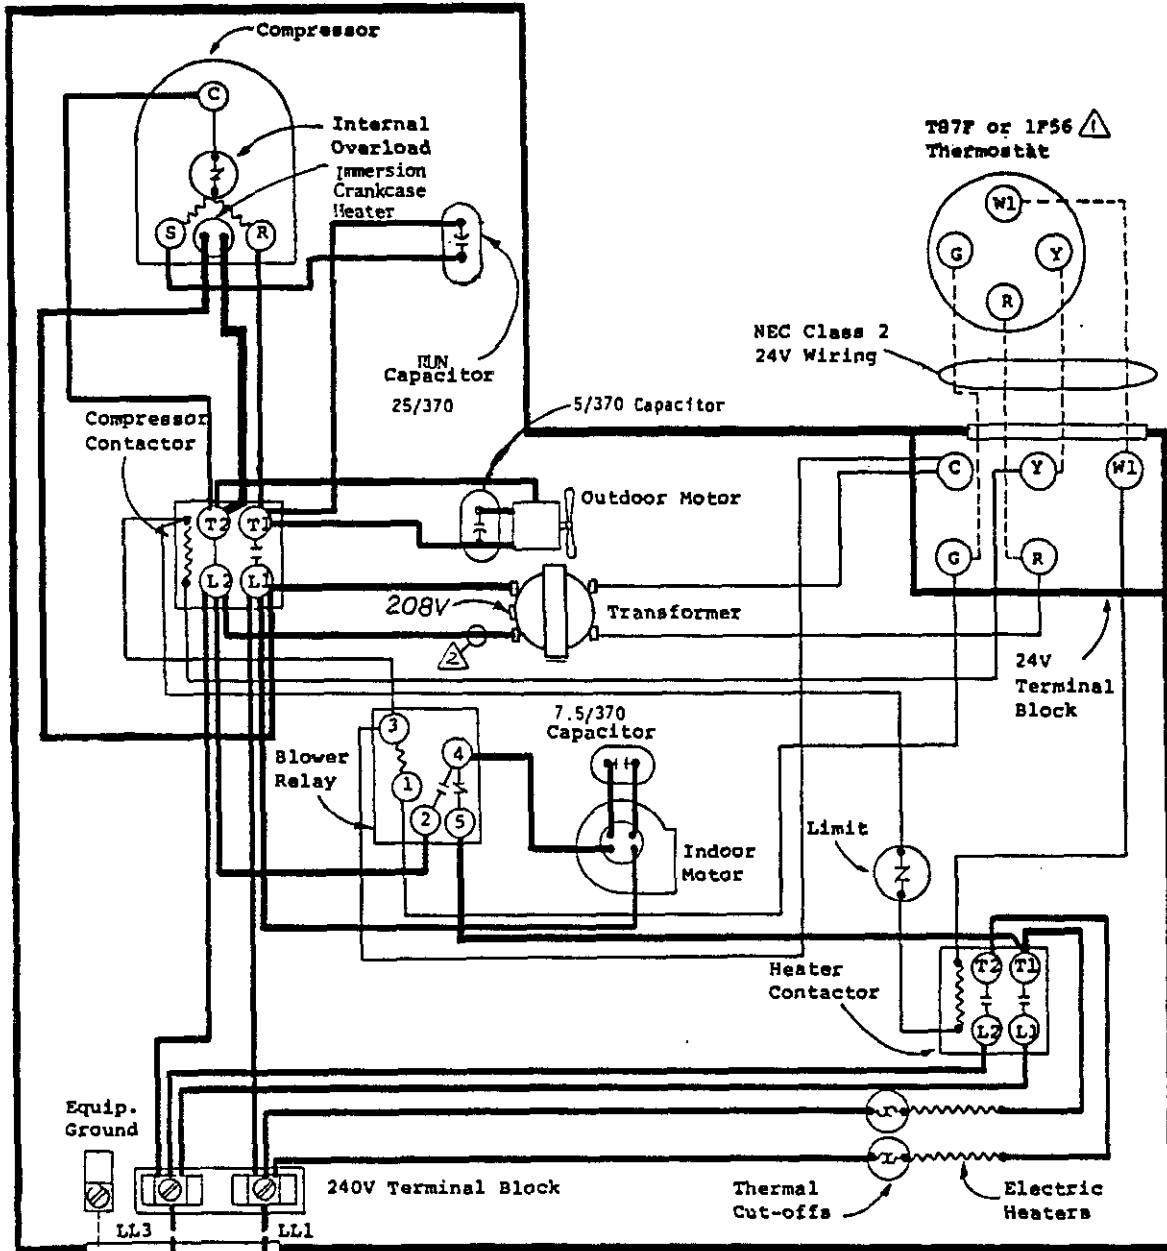 Compressor
C
Internal
Overload
Immersion
Crankcase
Heater
S
R
T87F or 1F56 1
Thermostat
W1
G
Y
R
NEC Class 2
24V Wiring
RUN
Capacitor
25/370
5/370 Capacitor
Compressor
Contactor
C
Y
W1
Outdoor Motor
T2
T1
G
R
L2
L1
208V
Transformer
2
24V
Terminal
Block
7.5/370
Capacitor
3
4
Blower
Relay
1
2
5
Limit
Indoor
Motor
Heater
Contactor
T2
T1
L2
L1
Equip.
Ground
240V Terminal Block
Thermal
Cut-offs
Electric
Heaters
LL3
LL1